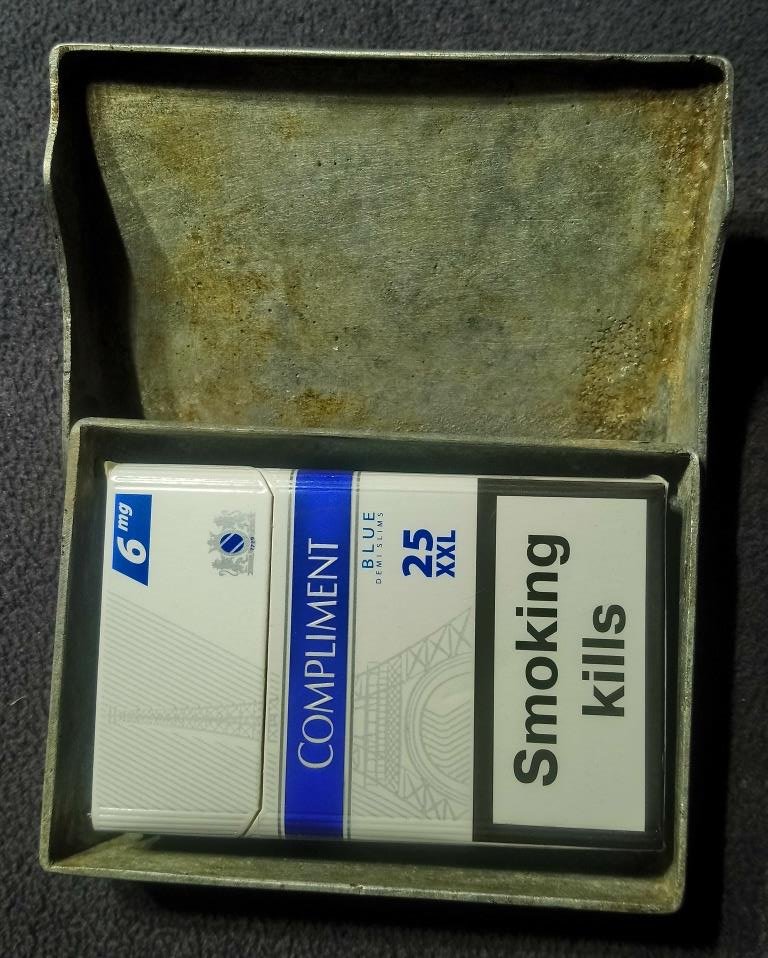 6 mg
COMPLIMENT
BLUE
DEMI SLIMS
25
XXL
Smoking
kills